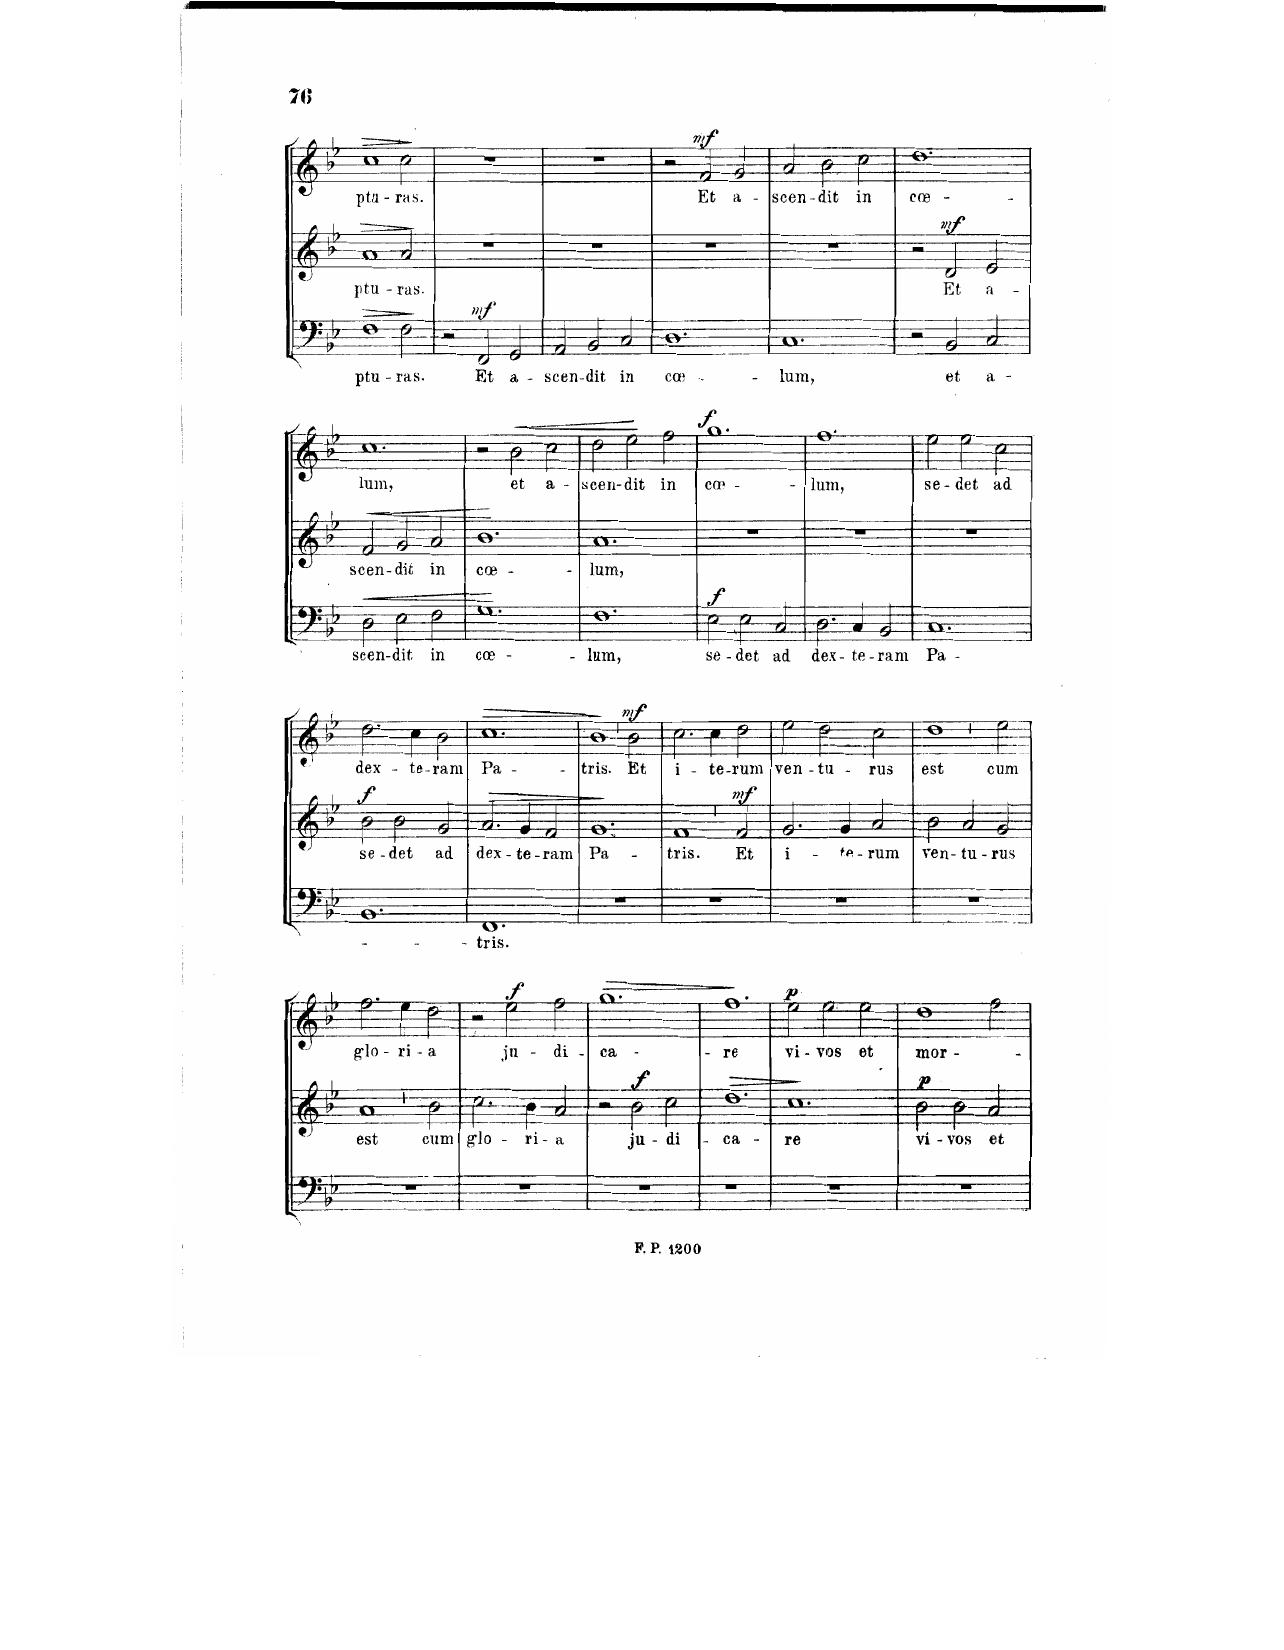 76
mf
ptu - ras. Et a - scen - dit in cœ -
mf
ptu - ras. Et a -
mf
ptu - ras. Et a - scen - dit in cœ - lum, et a -
f
lum, et a - scen - dit in cœ - lum, se - det ad
scen - dit in cœ - lum,
f
scen - dit in cœ - lum, se - det ad dex - te - ram Pa -
mf
dex - te - ram Pa - tris. Et i - te - rum ven - tu - rus est cum
f mf
se - det ad dex - te - ram Pa - tris. Et i - te - rum ven - tu - rus
- - tris.
f p
glo - ri - a ju - di - ca - re vi - vos et mor -
f p
est cum glo - ri - a ju - di - ca - re vi - vos et
F. P. 1200